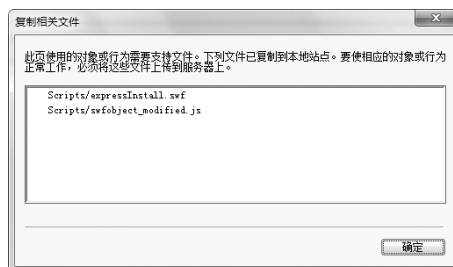 复制相关文件
此页使用的对象或行为需要支持文件。下列文件已复制到本地站点。要使相应的对象或行为
正常工作，必须将这些文件上传到服务器上。
Scripts/expressInstall.swf
Scripts/swfobject_modified.js
确定